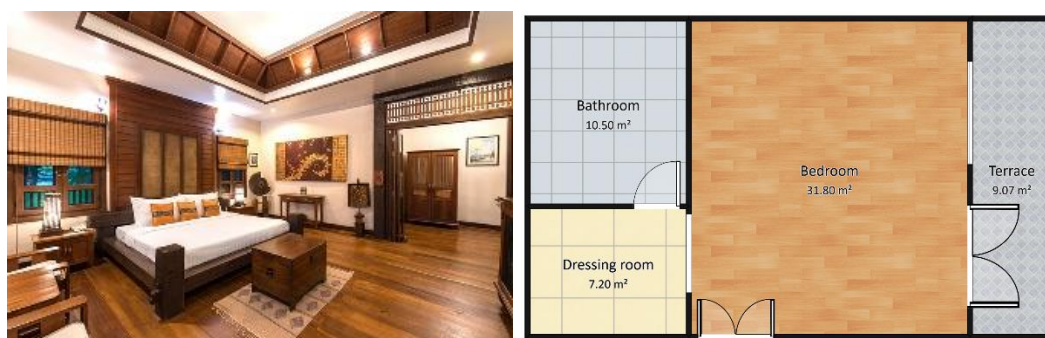 Bathroom
10.50 m²
Bedroom
31.80 m²
Terrace
9.07 m²
Dressing room
7.20 m²